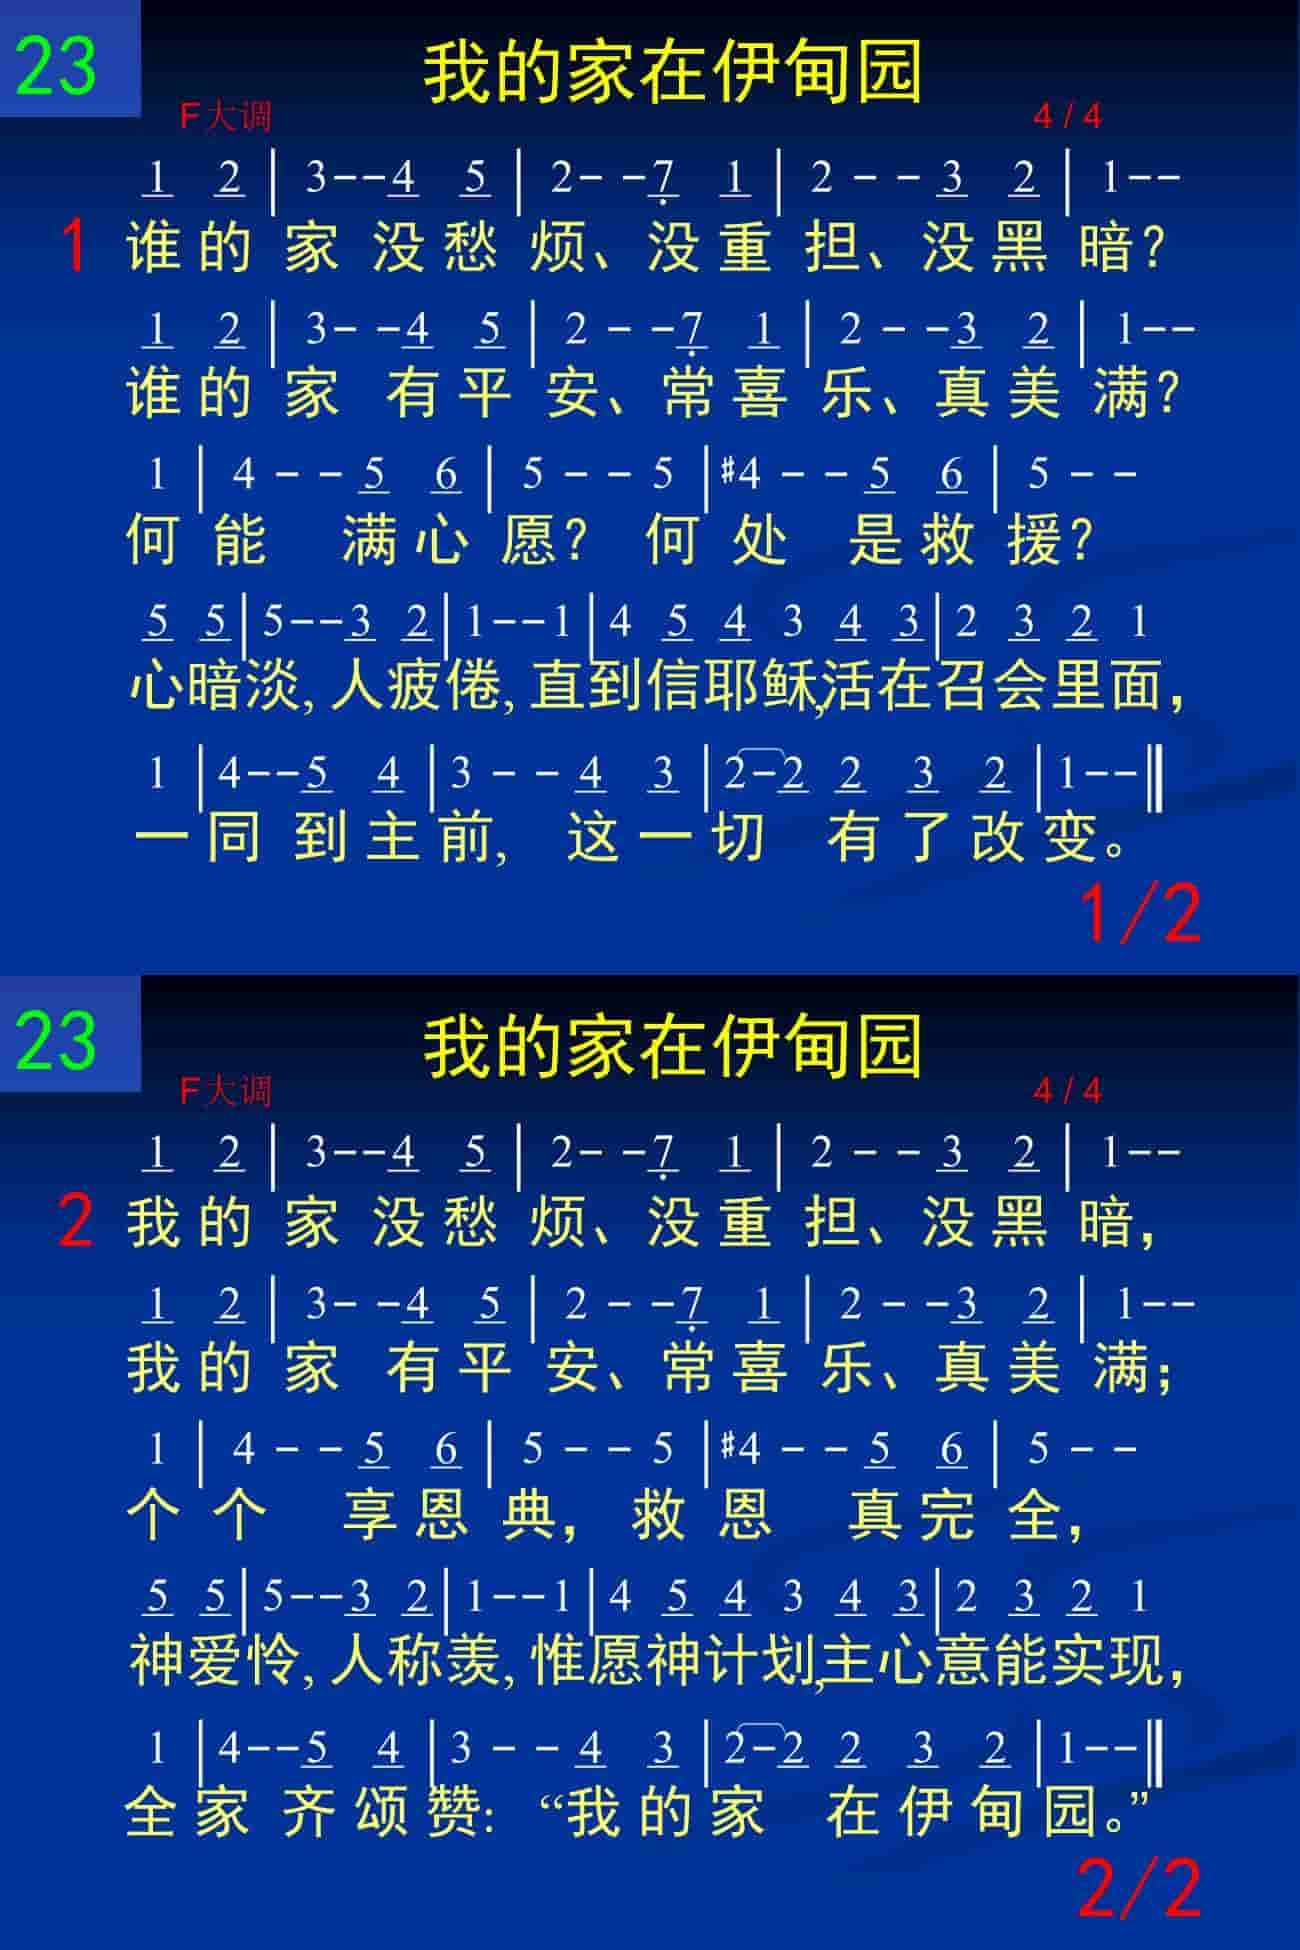 23
我的家在伊甸园
F大调 4/4
1 2 | 3--4 5 | 2--7 1 | 2--3 2 | 1--
1 谁的家没愁烦、没重担、没黑暗?
1 2 | 3--4 5 | 2--7 1 | 2--3 2 | 1--
谁的家有平安、常喜乐、真美满?
1 | 4--5 6 | 5--5 | #4--5 6 | 5--
何能满心愿?何处是救援?
5 5 | 5--3 2 | 1--1 | 4 5 4 3 4 3 | 2 3 2 1
心暗淡,人疲倦,直到信耶稣,活在召会里面,
1 | 4--5 4 | 3--4 3 | 2-2 2 3 2 | 1--‖
一同到主前,这一切有了改变。
1/2
23
我的家在伊甸园
F大调 4/4
1 2 | 3--4 5 | 2--7 1 | 2--3 2 | 1--
2 我的家没愁烦、没重担、没黑暗,
1 2 | 3--4 5 | 2--7 1 | 2--3 2 | 1--
我的家有平安、常喜乐、真美满;
1 | 4--5 6 | 5--5 | #4--5 6 | 5--
个个享恩典,救恩真完全,
5 5 | 5--3 2 | 1--1 | 4 5 4 3 4 3 | 2 3 2 1
神爱怜,人称羡,惟愿神计划,主心意能实现,
1 | 4--5 4 | 3--4 3 | 2-2 2 3 2 | 1--‖
全家齐颂赞:“我的家在伊甸园。”
2/2